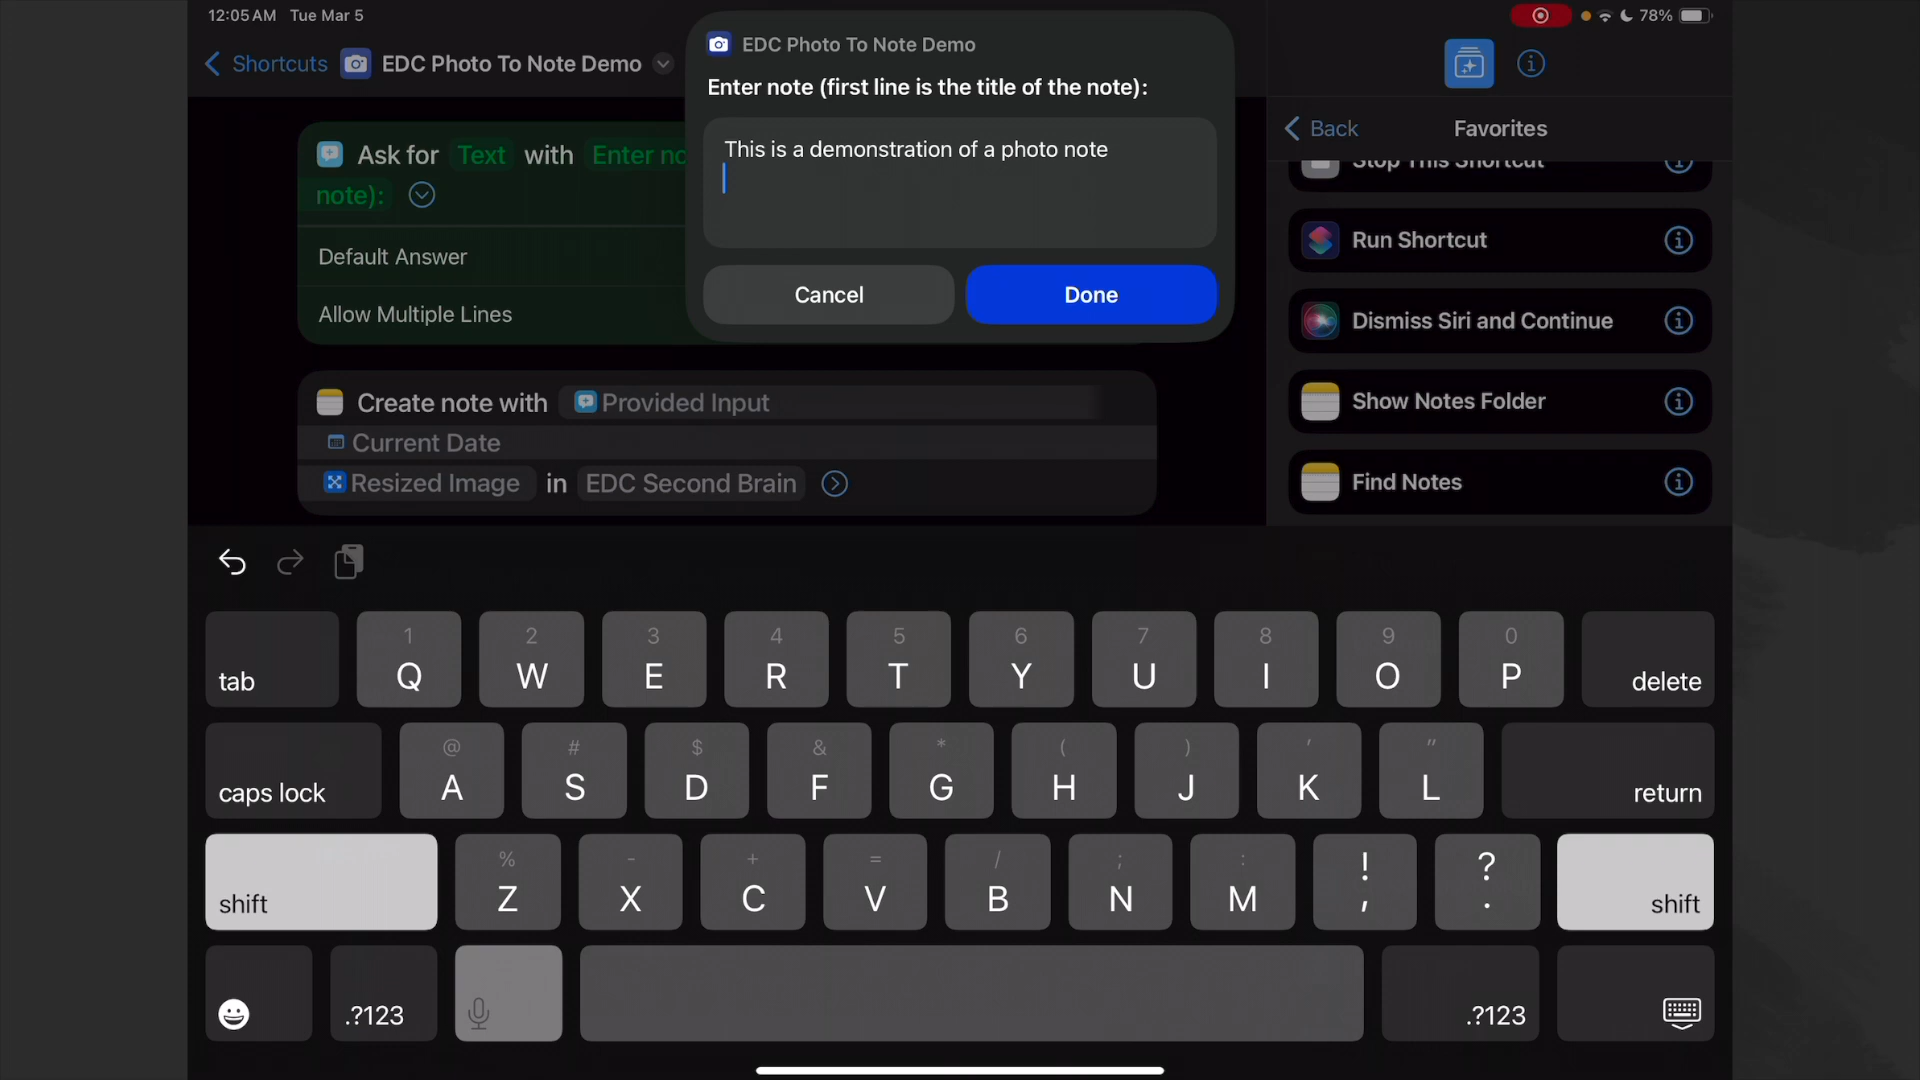 12:05 AM Tue Mar 5
78%
Shortcuts
EDC Photo To Note Demo
EDC Photo To Note Demo
Enter note (first line is the title of the note):
This is a demonstration of a photo note
Cancel
Done
Ask for Text with Enter no
note):
Default Answer
Allow Multiple Lines
Create note with Provided Input
Current Date
Resized Image in EDC Second Brain
Back
Favorites
Stop This Shortcut
Run Shortcut
Dismiss Siri and Continue
Show Notes Folder
Find Notes
1 2 3 4 5 6 7 8 9 0
tab Q W E R T Y U I O P delete
@ # $ & * ( ) ' "
caps lock A S D F G H J K L return
% - + = / ; : ! ?
shift Z X C V B N M , . shift
.?123 .?123